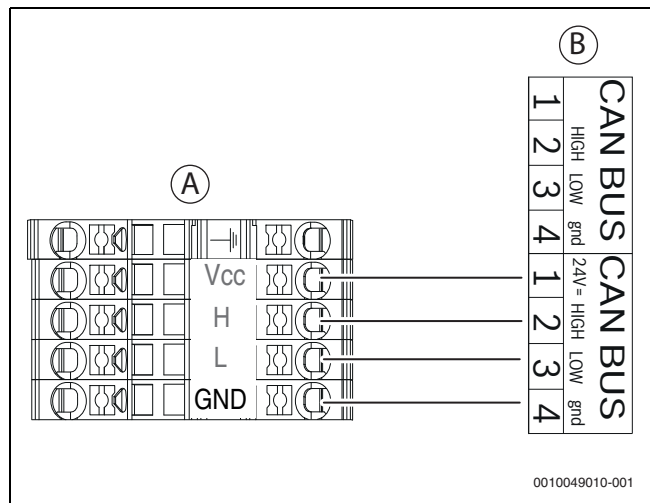 B
A
CAN BUS
1
2 HIGH
3 LOW
4 gnd
CAN BUS
1 24V=
2 HIGH
3 LOW
4 gnd
Vcc
H
L
GND
0010049010-001